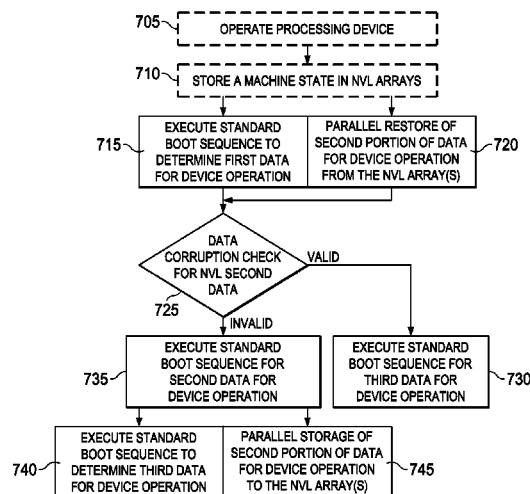 705
OPERATE PROCESSING DEVICE
710
STORE A MACHINE STATE IN NVL ARRAYS
715
EXECUTE STANDARD
BOOT SEQUENCE TO
DETERMINE FIRST DATA
FOR DEVICE OPERATION
PARALLEL RESTORE OF
SECOND PORTION OF DATA
FOR DEVICE OPERATION
FROM THE NVL ARRAY(S)
720
DATA
CORRUPTION CHECK
FOR NVL SECOND
DATA
725
VALID
INVALID
735
EXECUTE STANDARD
BOOT SEQUENCE FOR
SECOND DATA FOR
DEVICE OPERATION
EXECUTE STANDARD
BOOT SEQUENCE FOR
THIRD DATA FOR
DEVICE OPERATION
730
740
EXECUTE STANDARD
BOOT SEQUENCE TO
DETERMINE THIRD DATA
FOR DEVICE OPERATION
PARALLEL STORAGE OF
SECOND PORTION OF DATA
FOR DEVICE OPERATION
TO THE NVL ARRAY(S)
745